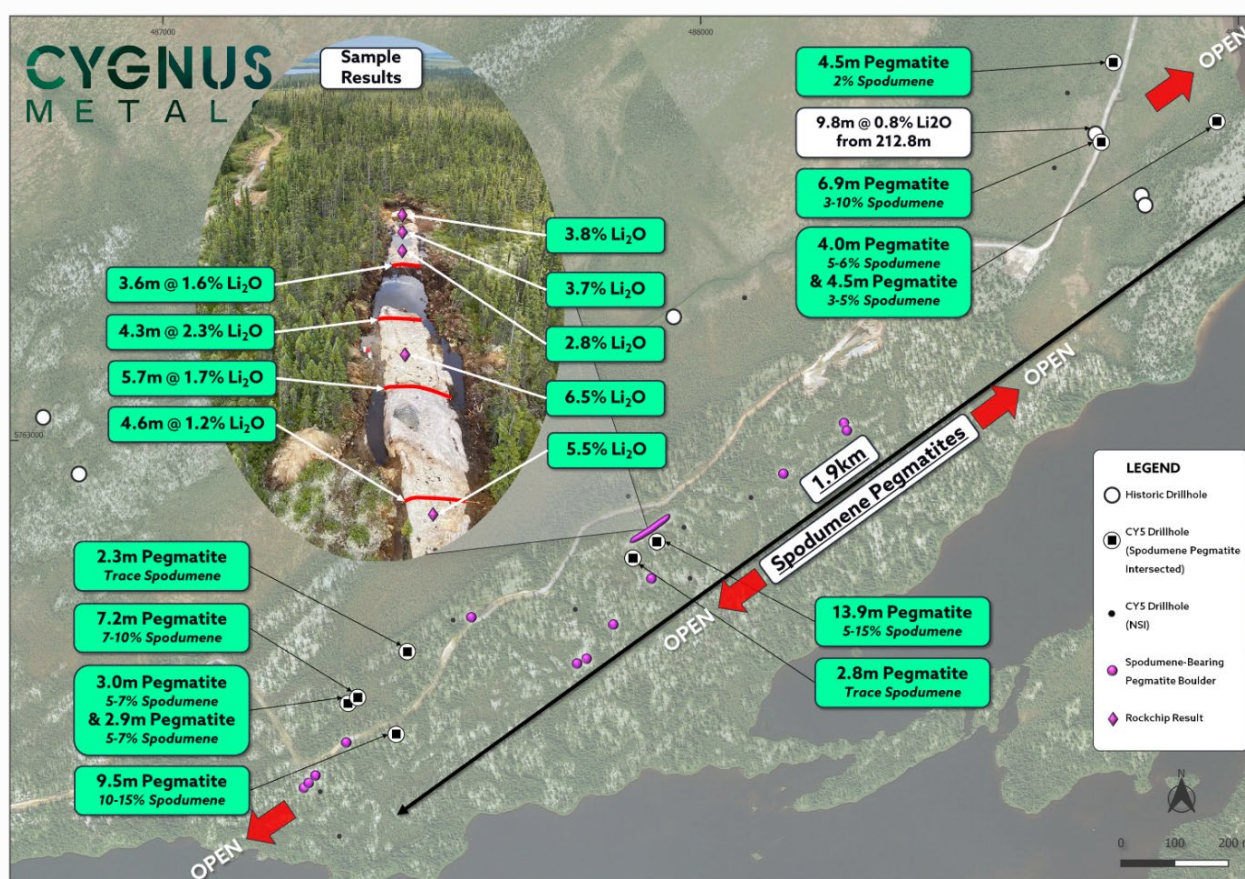 487000
488000
CYGNUS
METALS
Sample
Results
3.8% Li₂O
3.7% Li₂O
2.8% Li₂O
6.5% Li₂O
5.5% Li₂O
3.6m @ 1.6% Li₂O
4.3m @ 2.3% Li₂O
5.7m @ 1.7% Li₂O
4.6m @ 1.2% Li₂O
4.5m Pegmatite
2% Spodumene
9.8m @ 0.8% Li2O
from 212.8m
6.9m Pegmatite
3-10% Spodumene
4.0m Pegmatite
5-6% Spodumene
& 4.5m Pegmatite
3-5% Spodumene
OPEN
OPEN
1.9km
Spodumene Pegmatites
OPEN
5763000
2.3m Pegmatite
Trace Spodumene
7.2m Pegmatite
7-10% Spodumene
3.0m Pegmatite
5-7% Spodumene
& 2.9m Pegmatite
5-7% Spodumene
9.5m Pegmatite
10-15% Spodumene
OPEN
13.9m Pegmatite
5-15% Spodumene
2.8m Pegmatite
Trace Spodumene
LEGEND
Historic Drillhole
CY5 Drillhole
(Spodumene Pegmatite
Intersected)
CY5 Drillhole
(NSI)
Spodumene-Bearing
Pegmatite Boulder
Rockchip Result
N
0 100 200